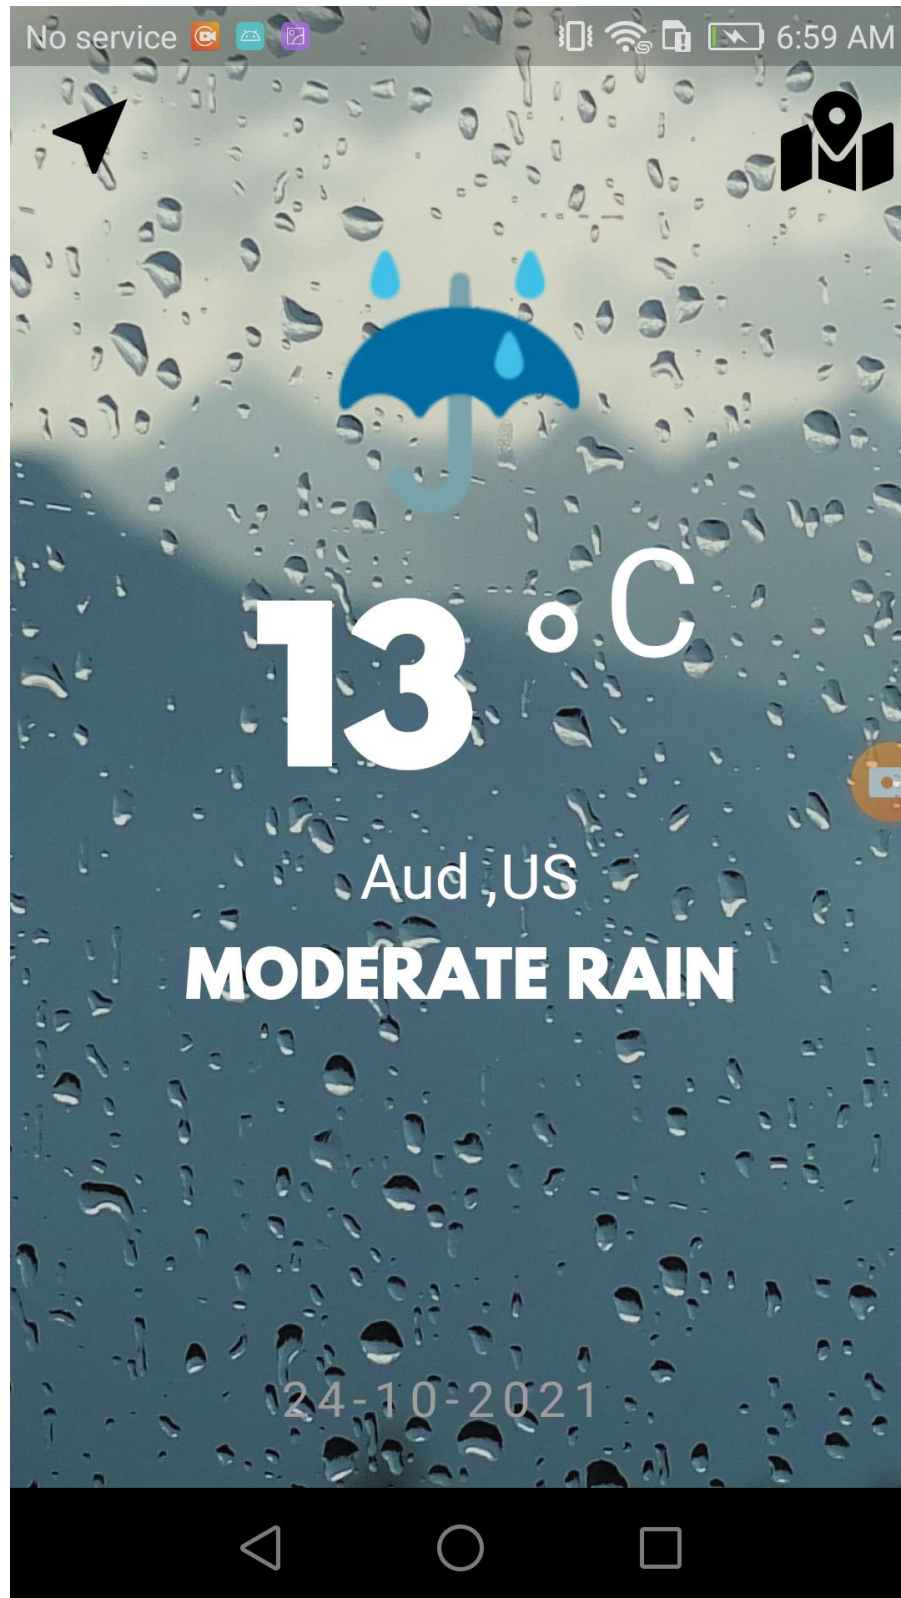 No service 6:59 AM
13 °C
Aud ,US
MODERATE RAIN
24-10-2021